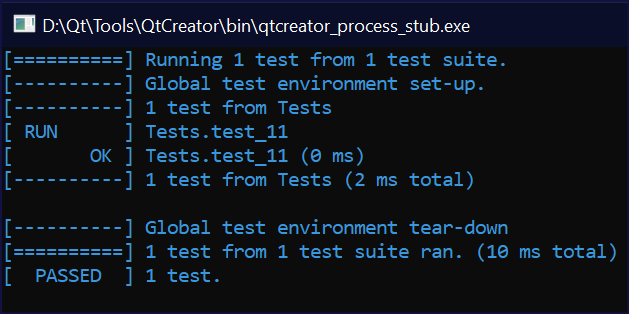 D:\Qt\Tools\QtCreator\bin\qtcreator_process_stub.exe
[==========] Running 1 test from 1 test suite.
[----------] Global test environment set-up.
[----------] 1 test from Tests
[ RUN      ] Tests.test_11
[       OK ] Tests.test_11 (0 ms)
[----------] 1 test from Tests (2 ms total)

[----------] Global test environment tear-down
[==========] 1 test from 1 test suite ran. (10 ms total)
[  PASSED  ] 1 test.